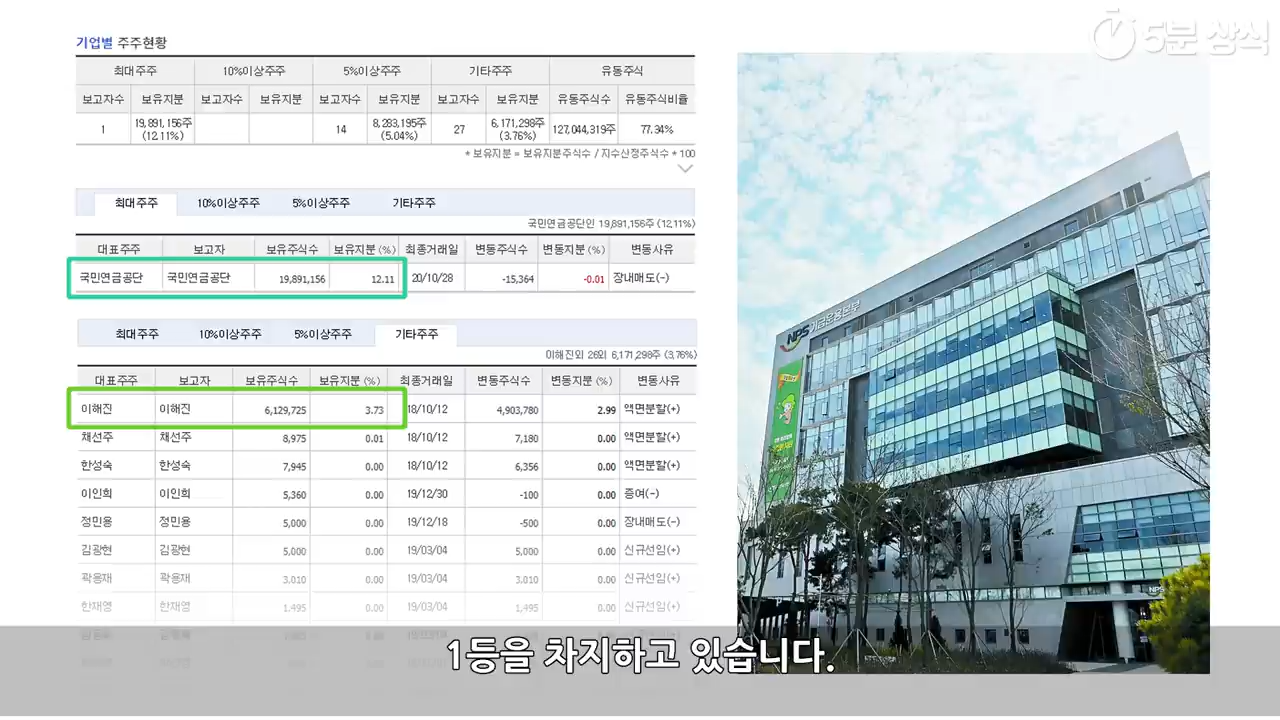 5분 상식
기업별 주주현황
최대주주 10%이상주주 5%이상주주 기타주주 유통주식
보고자수 보유지분 보고자수 보유지분 보고자수 보유지분 보고자수 보유지분 유통주식수 유통주식비율
1 19,891,156주 (12.11%) 14 8,283,195주 (5.04%) 27 6,171,298주 (3.76%) 127,044,319주 77.34%
* 보유지분 = 보유지분주식수 / 지수산정주식수 * 100
최대주주 10%이상주주 5%이상주주 기타주주
국민연금공단인 19,891,156주 (12.11%)
대표주주 보고자 보유주식수 보유지분(%) 최종거래일 변동주식수 변동지분(%) 변동사유
국민연금공단 국민연금공단 19,891,156 12.11 20/10/28 -15,364 -0.01 장내매도(-)
최대주주 10%이상주주 5%이상주주 기타주주
이해진외 26외 6,171,298주 (3.76%)
대표주주 보고자 보유주식수 보유지분(%) 최종거래일 변동주식수 변동지분(%) 변동사유
이해진 이해진 6,129,725 3.73 18/10/12 4,903,780 2.99 액면분할(+)
채선주 채선주 8,975 0.01 18/10/12 7,180 0.00 액면분할(+)
한성숙 한성숙 7,945 0.00 18/10/12 6,356 0.00 액면분할(+)
이인희 이인희 5,360 0.00 19/12/30 -100 0.00 증여(-)
정민용 정민용 5,000 0.00 19/12/18 -500 0.00 장내매도(-)
김광현 김광현 5,000 0.00 19/03/04 5,000 0.00 신규선임(+)
곽용재 곽용재 3,010 0.00 19/03/04 3,010 0.00 신규선임(+)
한재영 한재영 1,495 0.00 19/03/04 1,495 0.00 신규선임(+)
NPS 기금운용본부
NPS
1등을 차지하고 있습니다.